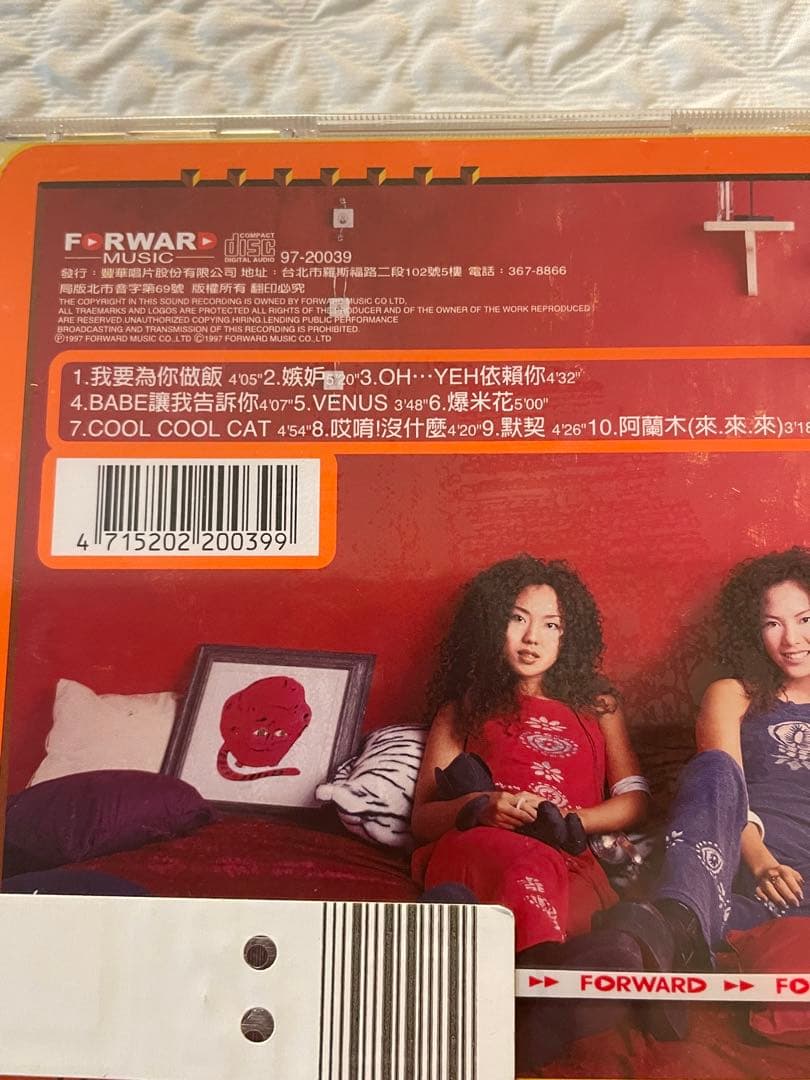 FORWARD
MUSIC
COMPACT
disc
DIGITAL AUDIO
97-20039
發行：豐華唱片股份有限公司 地址：台北市羅斯福路二段102號5樓 電話：367-8866
局版北市音字第69號 版權所有 翻印必究
THE COPYRIGHT IN THIS SOUND RECORDING IS OWNED BY FORWARD MUSIC CO LTD,
ALL TRAEMARKS AND LOGOS ARE PROTECTED ALL RIGHTS OF THE PRODUCER AND OF THE OWNER OF THE WORK REPRODUCED
ARE RESERVED.UNAUTHORIZED COPYING.HIRING.LENDING PUBLIC PERFORMANCE
BROADCASTING AND TRANSMISSION OF THIS RECORDING IS PROHIBITED.
Ⓟ1997 FORWARD MUSIC CO.,LTD Ⓒ1997 FORWARD MUSIC CO.,LTD
1.我要為你做飯 4'05" 2.嫉妒 5'20" 3.OH…YEH依賴你 4'32"
4.BABE讓我告訴你 4'07" 5.VENUS 3'48" 6.爆米花 5'00"
7.COOL COOL CAT 4'54" 8.哎唷!沒什麼 4'20" 9.默契 4'26" 10.阿蘭木(來.來.來) 3'18
4 715202 200399
FORWARD FO